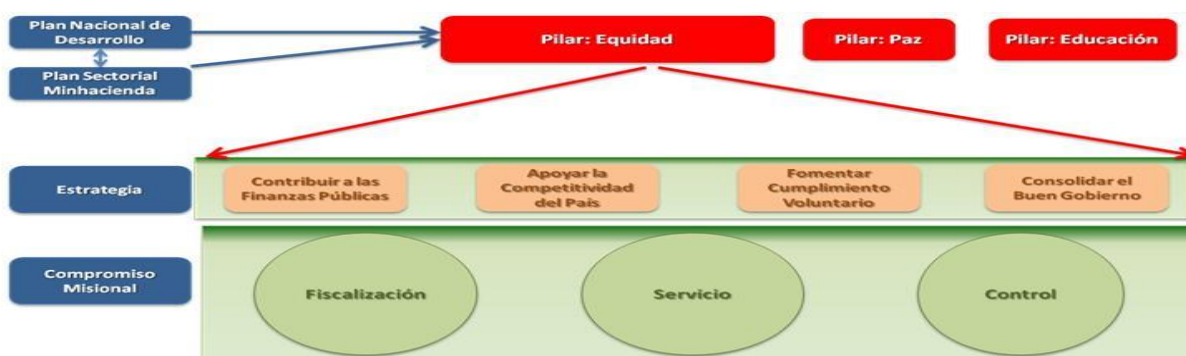 Plan Nacional de
Desarrollo
Pilar: Equidad
Pilar: Paz
Pilar: Educación
Plan Sectorial
Minhacienda
Estrategia
Contribuir a las
Finanzas Públicas
Apoyar la
Competitividad
del País
Fomentar
Cumplimiento
Voluntario
Consolidar el
Buen Gobierno
Compromiso
Misional
Fiscalización
Servicio
Control